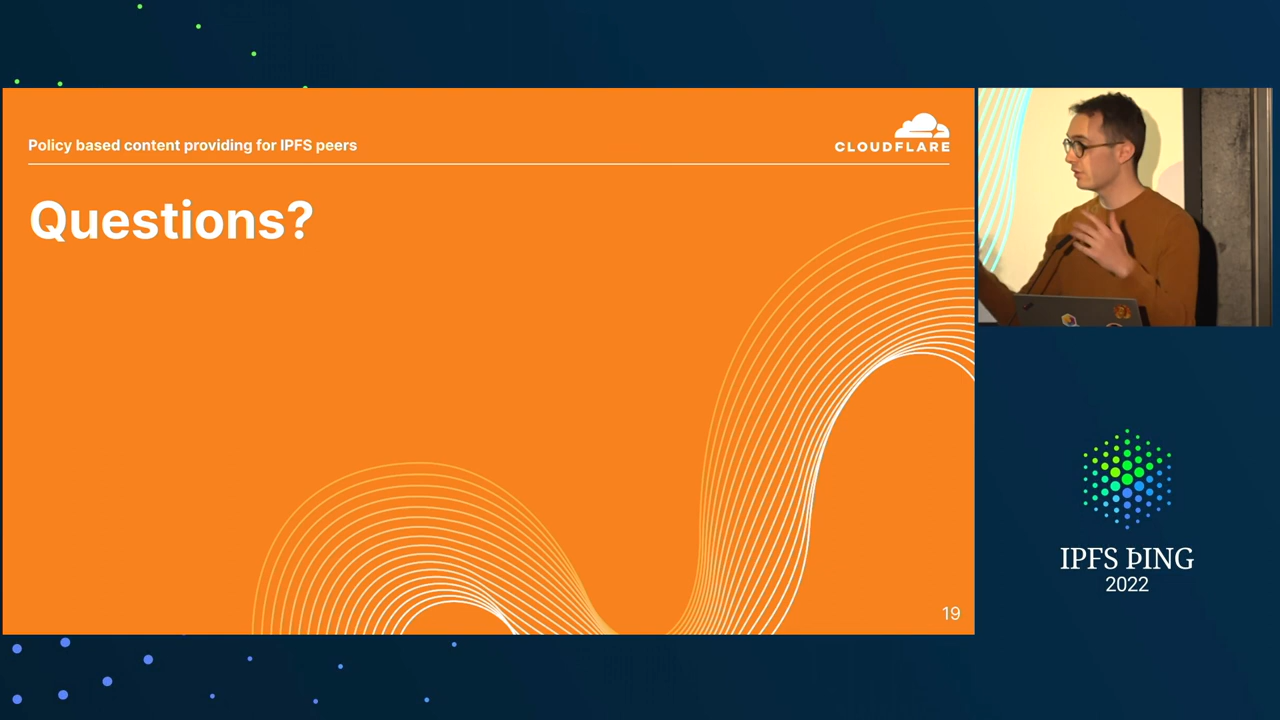 Policy based content providing for IPFS peers
CLOUDFLARE
Questions?
19
IPFS ÞING
2022